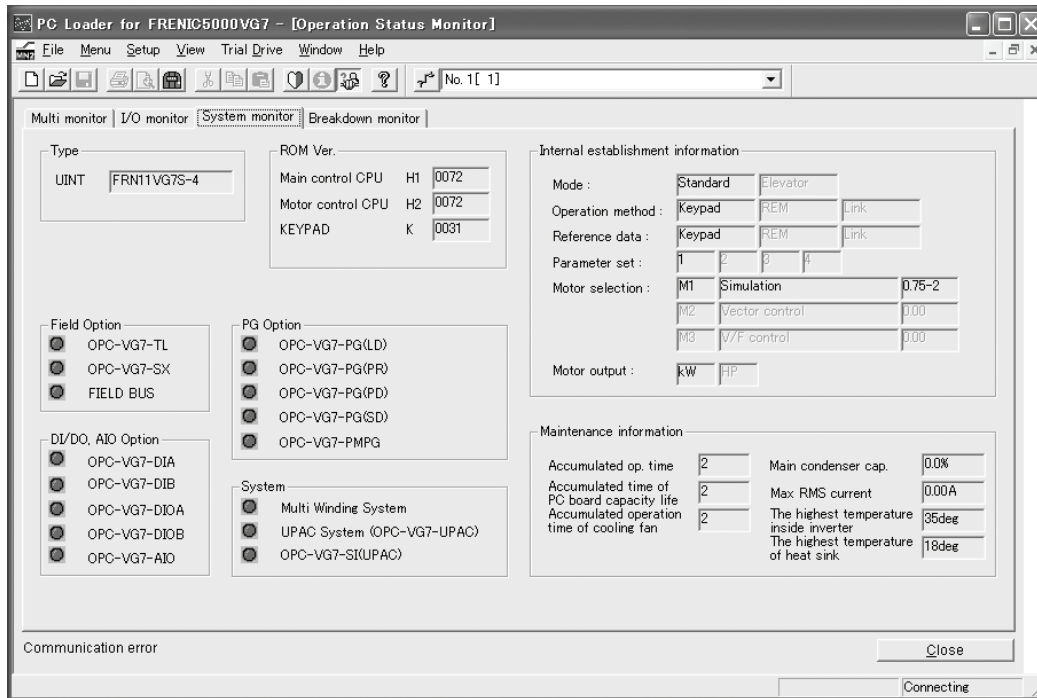 PC Loader for FRENIC5000VG7 - [Operation Status Monitor]
File Menu Setup View Trial Drive Window Help
No. 1[ 1]
Multi monitor I/O monitor System monitor Breakdown monitor
Type
UINT FRN11VG7S-4
ROM Ver.
Main control CPU H1 0072
Motor control CPU H2 0072
KEYPAD K 0031
Internal establishment information
Mode : Standard Elevator
Operation method : Keypad REM Link
Reference data : Keypad REM Link
Parameter set : 1 2 3 4
Motor selection : M1 Simulation 0.75-2
M2 Vector control 0.00
M3 V/F control 0.00
Motor output : kW HP
Field Option
OPC-VG7-TL
OPC-VG7-SX
FIELD BUS
PG Option
OPC-VG7-PG(LD)
OPC-VG7-PG(PR)
OPC-VG7-PG(PD)
OPC-VG7-PG(SD)
OPC-VG7-PMPG
DI/DO, AIO Option
OPC-VG7-DIA
OPC-VG7-DIB
OPC-VG7-DIOA
OPC-VG7-DIOB
OPC-VG7-AIO
System
Multi Winding System
UPAC System (OPC-VG7-UPAC)
OPC-VG7-SI(UPAC)
Maintenance information
Accumulated op. time 2
Accumulated time of
PC board capacity life 2
Accumulated operation
time of cooling fan 2
Main condenser cap. 0.0%
Max RMS current 0.00A
The highest temperature
inside inverter 35deg
The highest temperature
of heat sink 18deg
Communication error
Close
Connecting